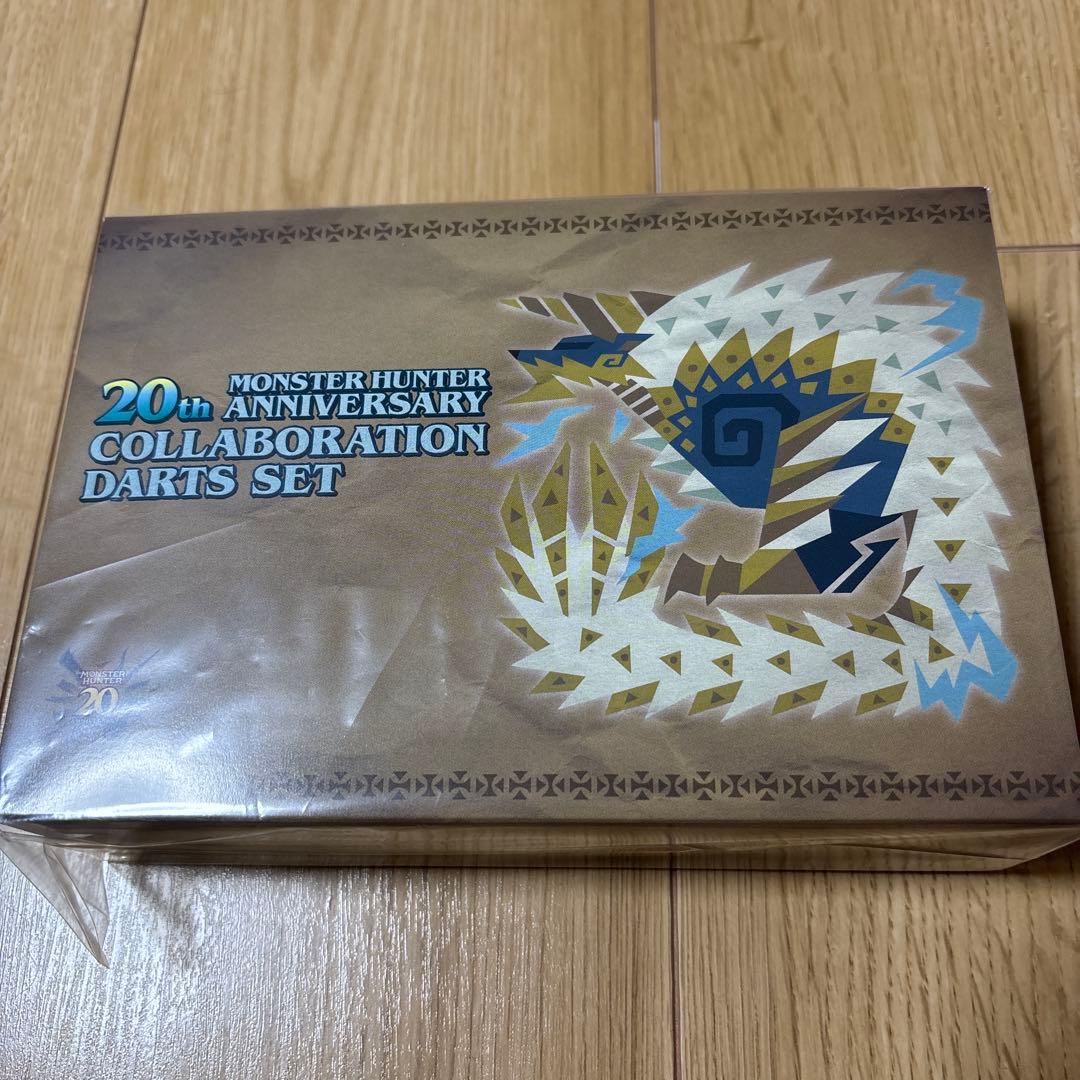 20th MONSTER HUNTER
ANNIVERSARY
COLLABORATION
DARTS SET
MONSTER
HUNTER
20